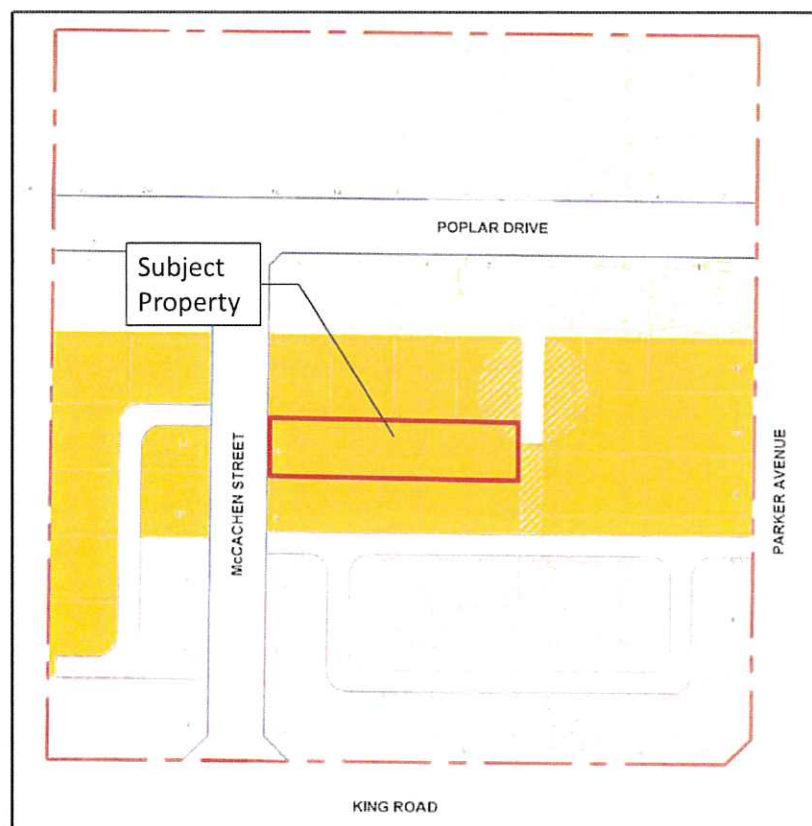 POPLAR DRIVE
Subject
Property
McCACHEN STREET
PARKER AVENUE
KING ROAD